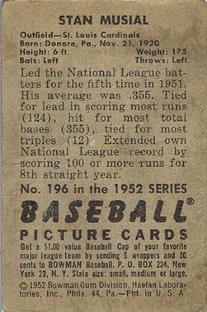 STAN MUSIAL
Outfield—St. Louis Cardinals
Born: Donora, Pa., Nov. 21, 1920
Height: 6 ft. Weight: 175
Bats: Left Throws: Left
Led the National League bat-
ters for the fifth time in 1951.
His average was .355. Tied
for lead in scoring most runs
(124), hit for most total
bases (355), tied for most
triples (12). Extended own
National League record by
scoring 100 or more runs for
8th straight year.
No. 196 in the 1952 SERIES
BASEBALL®
PICTURE CARDS
Get a $1.00 value Baseball Cap of your favorite
major league team by sending 5 wrappers and 50
cents to BOWMAN BASEBALL, P. O. BOX 234, NEW
YORK 23, N. Y. State size: small, medium or large.
©1952 Bowman Gum Division, Haelan Labora-
tories, Inc., Phila. 44, Pa.—Ptd. in U.S.A.